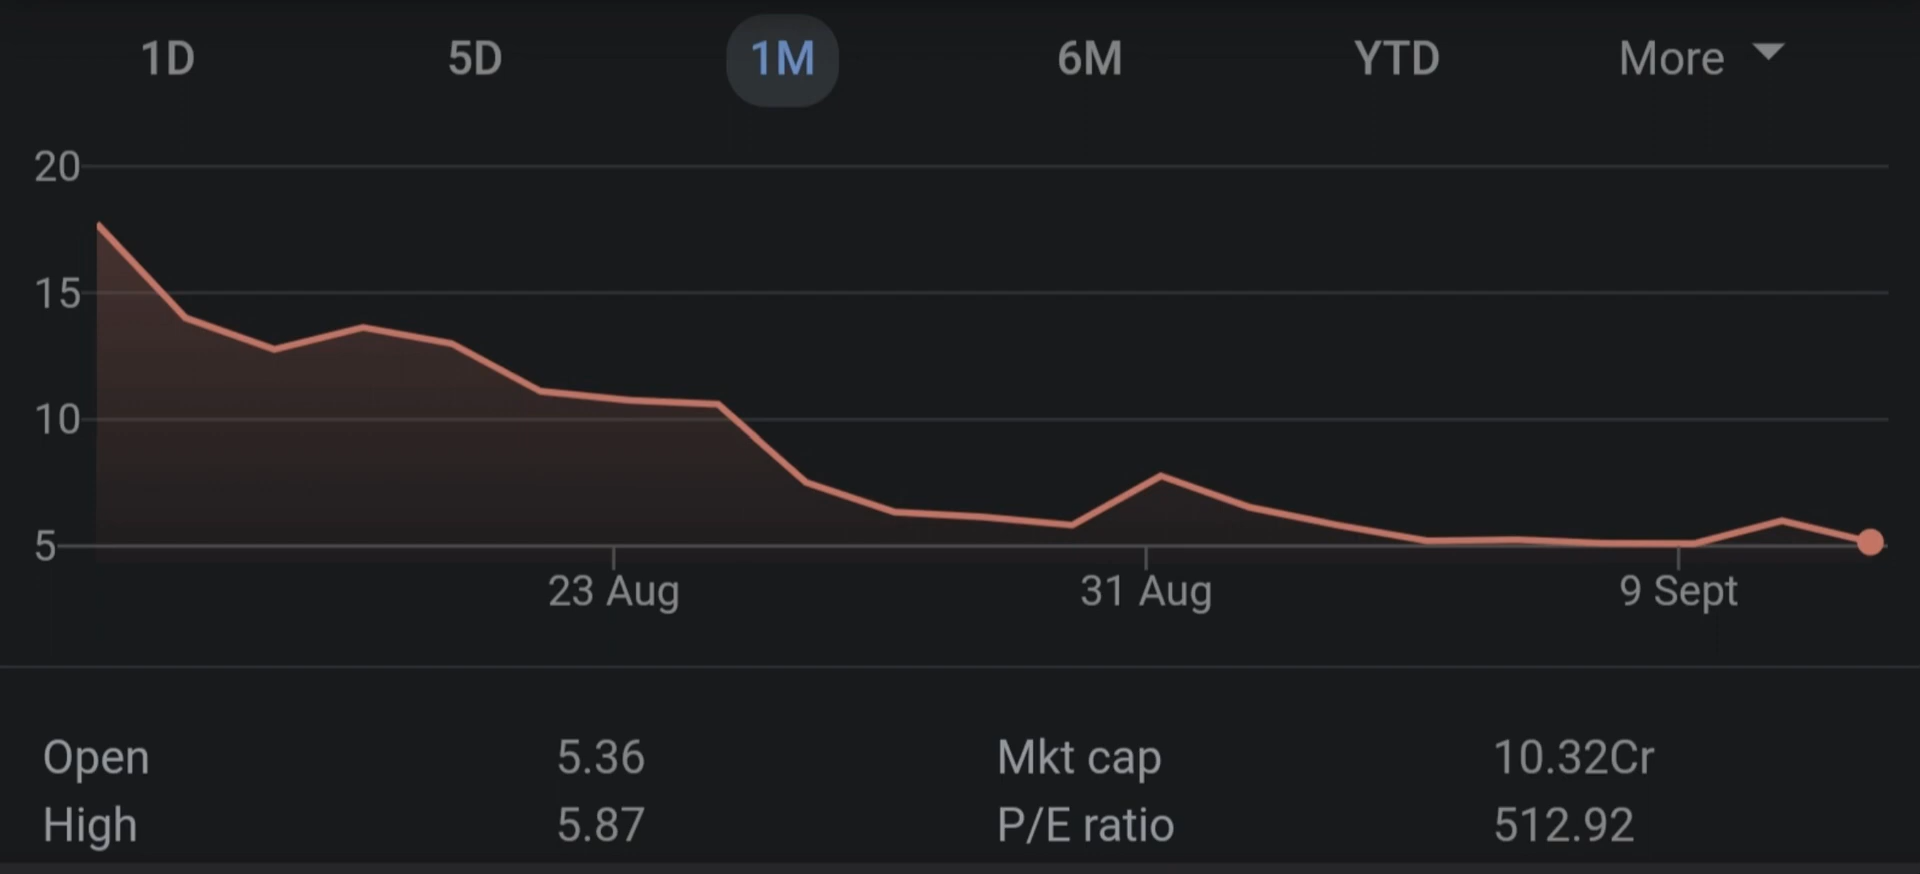 1D 5D 1M 6M YTD More
20
15
10
5
23 Aug 31 Aug 9 Sept
Open 5.36 Mkt cap 10.32Cr
High 5.87 P/E ratio 512.92